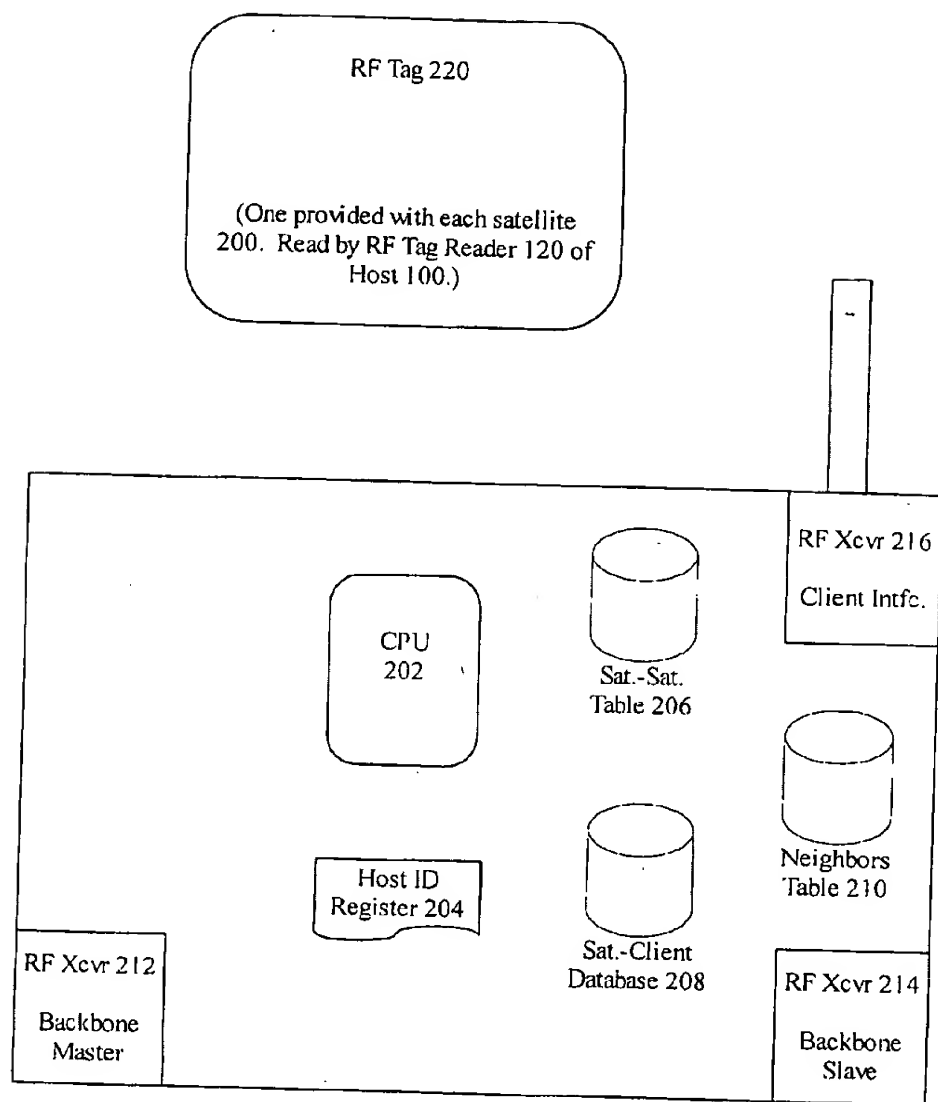 RF Tag 220
(One provided with each satellite
200. Read by RF Tag Reader 120 of
Host 100.)
RF Xcvr 216
Client Intfc.
CPU
202
Sat.-Sat.
Table 206
Neighbors
Table 210
Host ID
Register 204
Sat.-Client
Database 208
RF Xcvr 212
Backbone
Master
RF Xcvr 214
Backbone
Slave